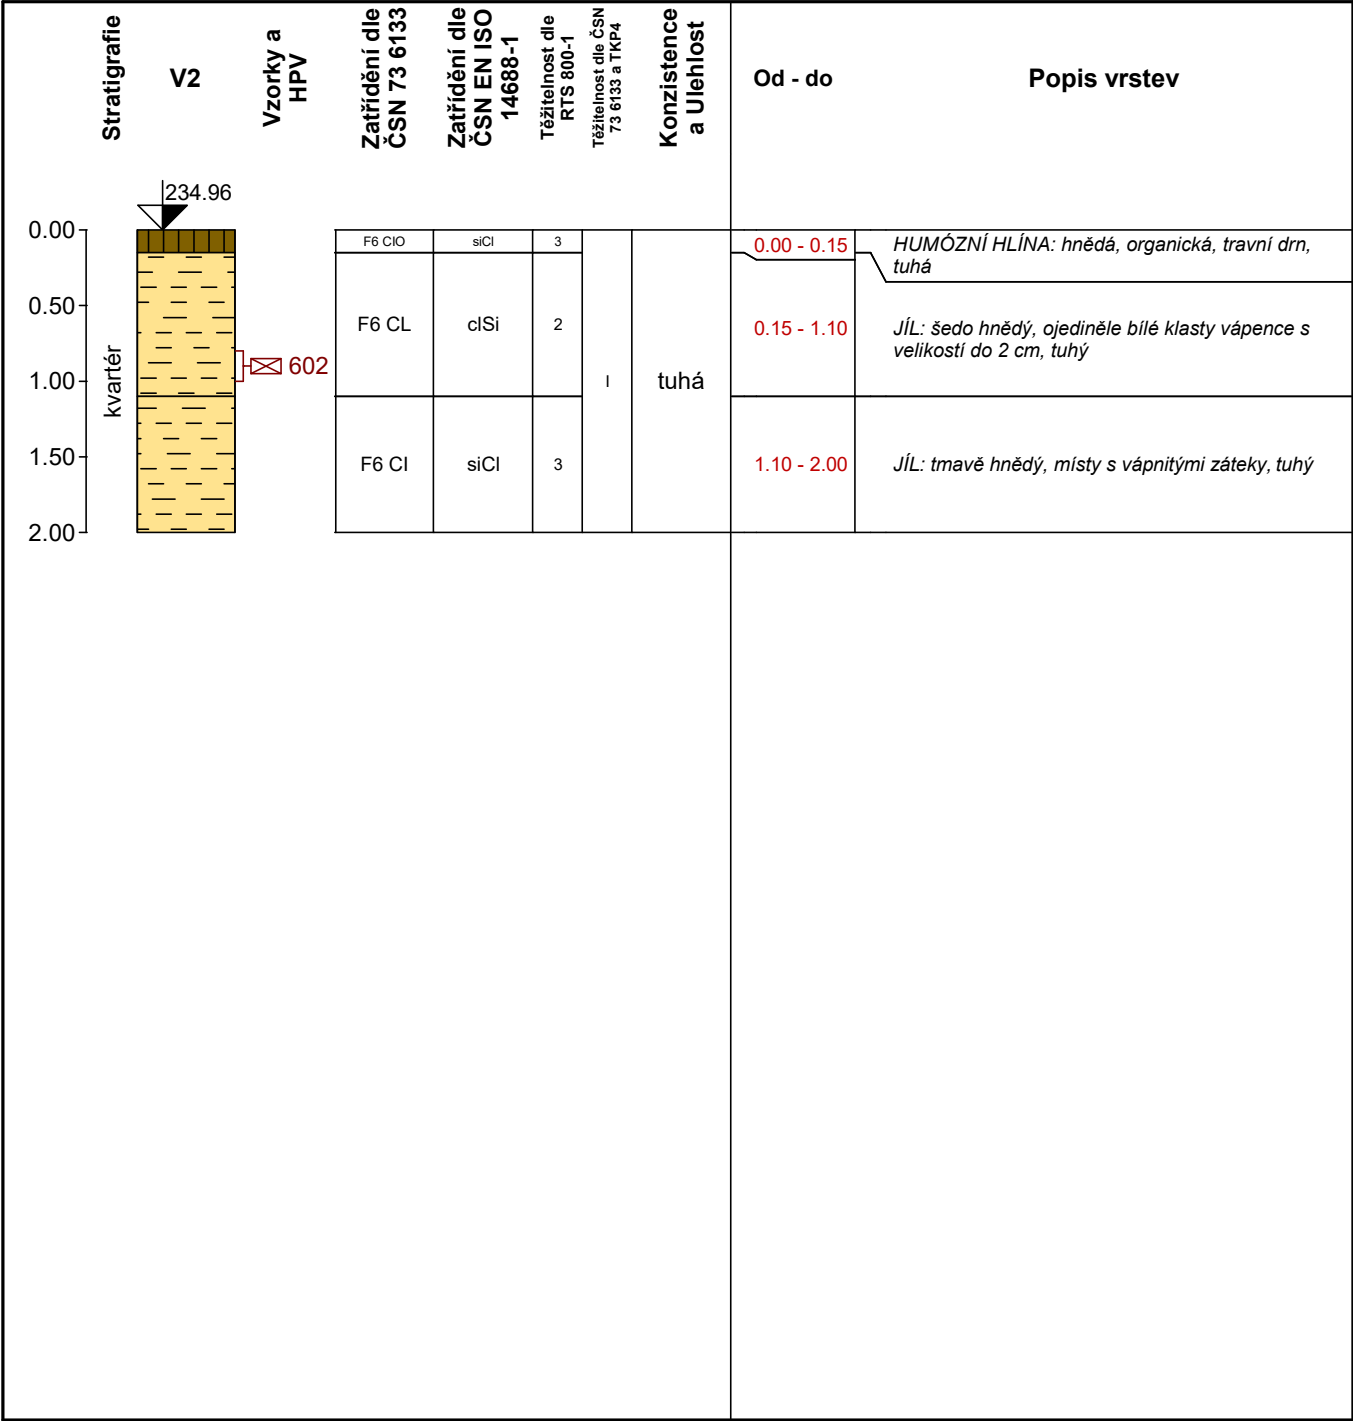 Stratigrafie
V2
Vzorky a
HPV
Zatřídění dle
ČSN 73 6133
Zatřídění dle
ČSN EN ISO
14688-1
Těžitelnost dle
RTS 800-1
Těžitelnost dle ČSN
73 6133 a TKP4
Konzistence
a Ulehlost
Od - do
Popis vrstev
234.96
0.00
0.50
1.00
1.50
2.00
kvartér
602
F6 CIO
siCl
3
0.00 - 0.15
HUMÓZNÍ HLÍNA: hnědá, organická, travní drn,
tuhá
F6 CL
clSi
2
0.15 - 1.10
JÍL: šedo hnědý, ojediněle bílé klasty vápence s
velikostí do 2 cm, tuhý
I
tuhá
F6 CI
siCl
3
1.10 - 2.00
JÍL: tmavě hnědý, místy s vápnitými záteky, tuhý